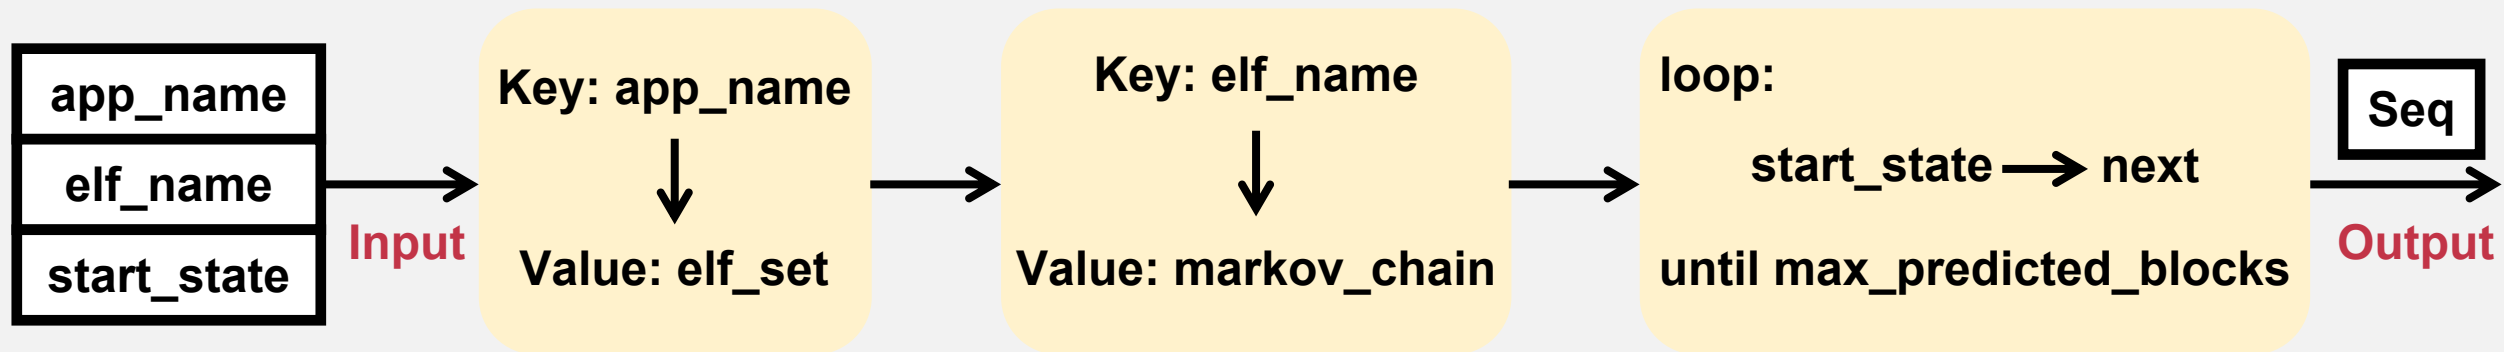 app_name
elf_name
start_state
Input
Key: app_name
Value: elf_set
Key: elf_name
Value: markov_chain
loop:
start_state
next
until max_predicted_blocks
Seq
Output